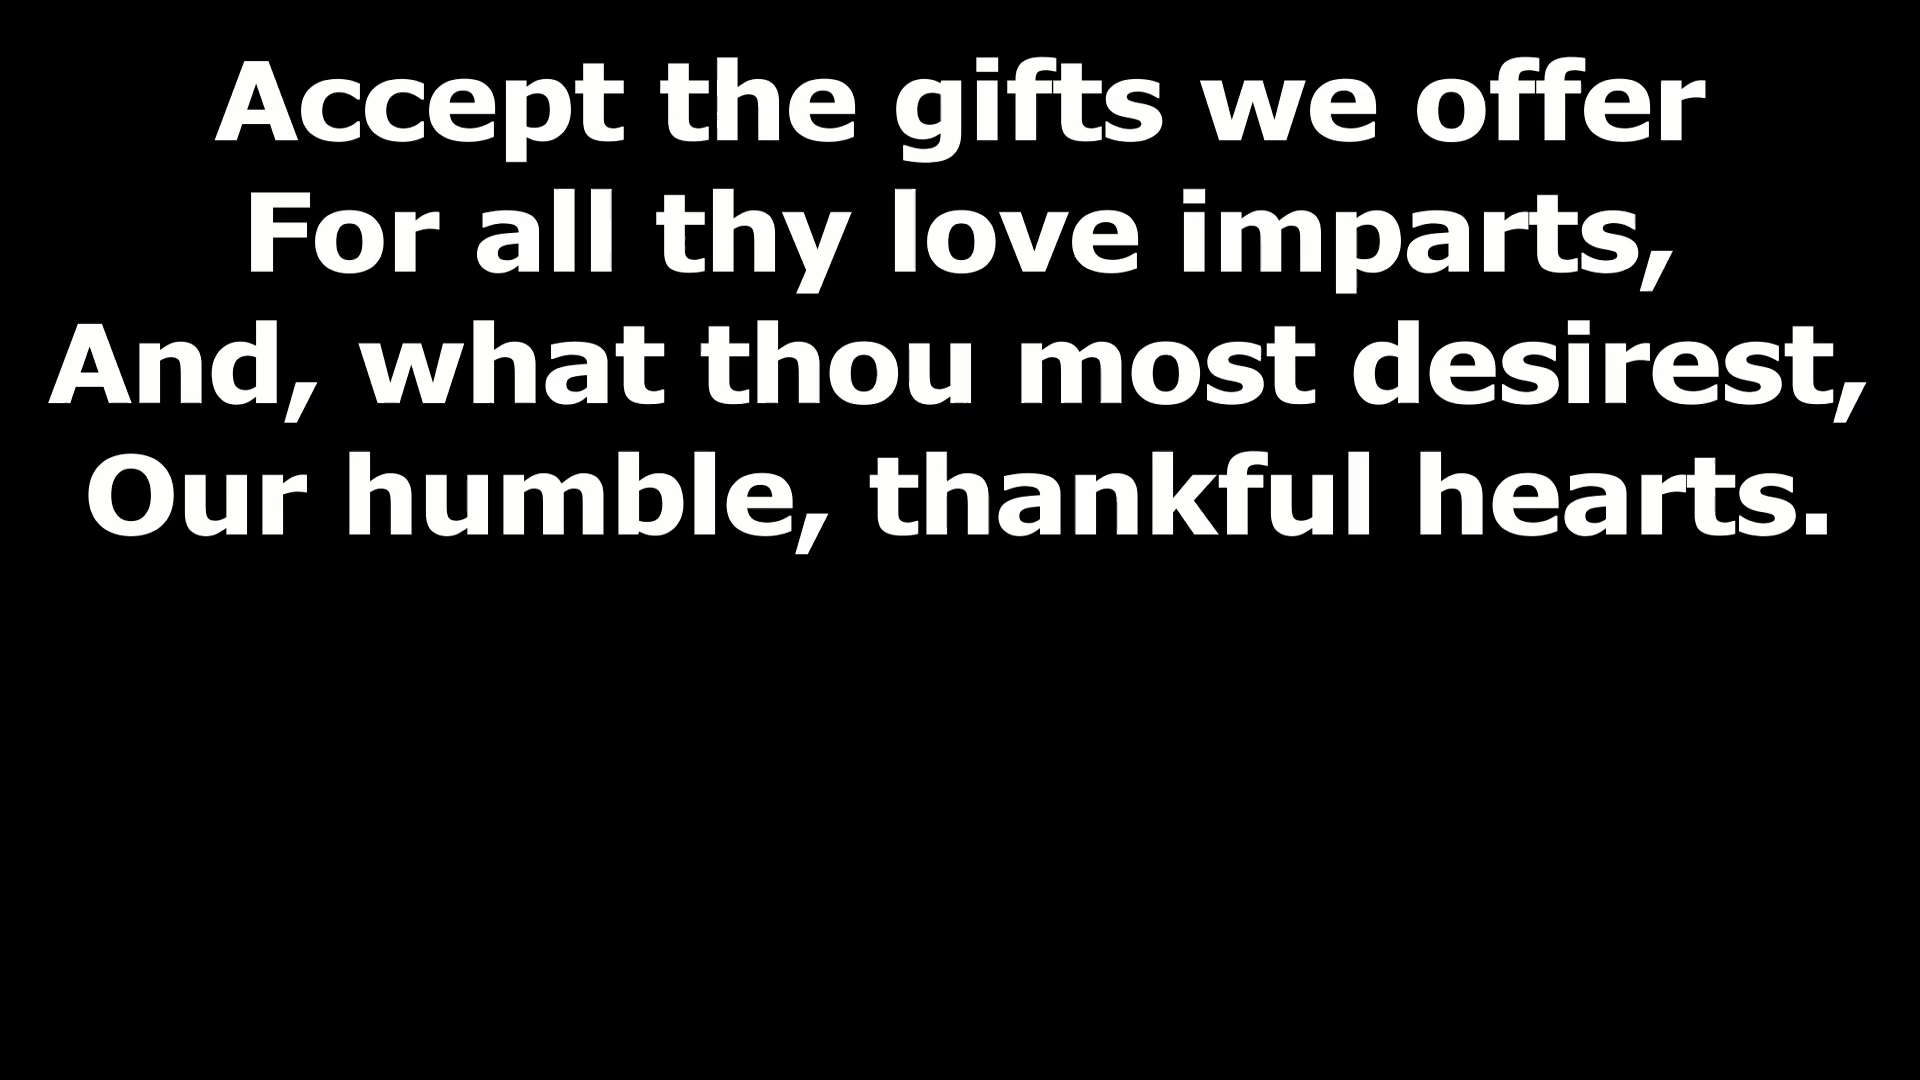 Accept the gifts we offer
For all thy love imparts,
And, what thou most desirest,
Our humble, thankful hearts.